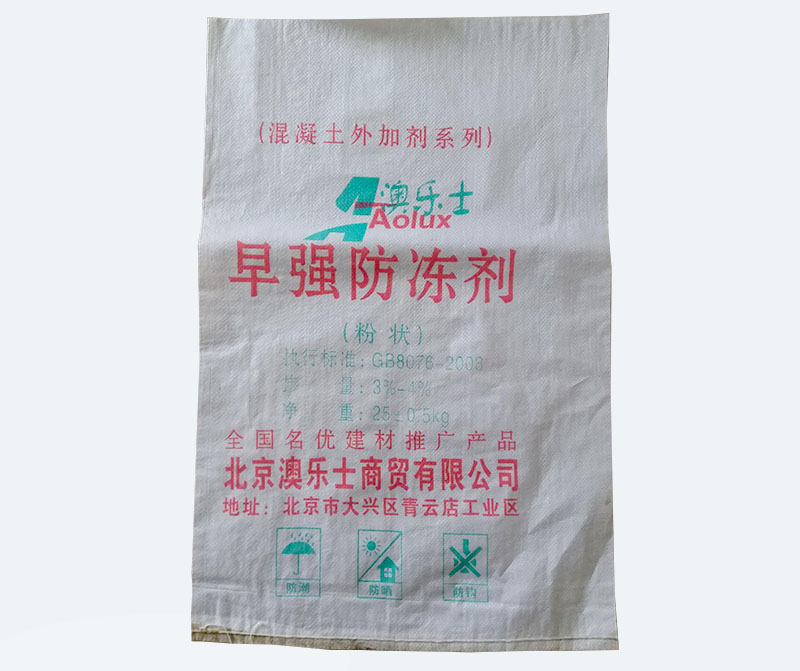 (混凝土外加剂系列)
澳乐士
Aolux
早强防冻剂
(粉状)
执行标准:GB8076-2008
掺量:3%-4%
净重:25±0.5kg
全国名优建材推广产品
北京澳乐士商贸有限公司
地址:北京市大兴区青云店工业区
防潮 防晒 防钩